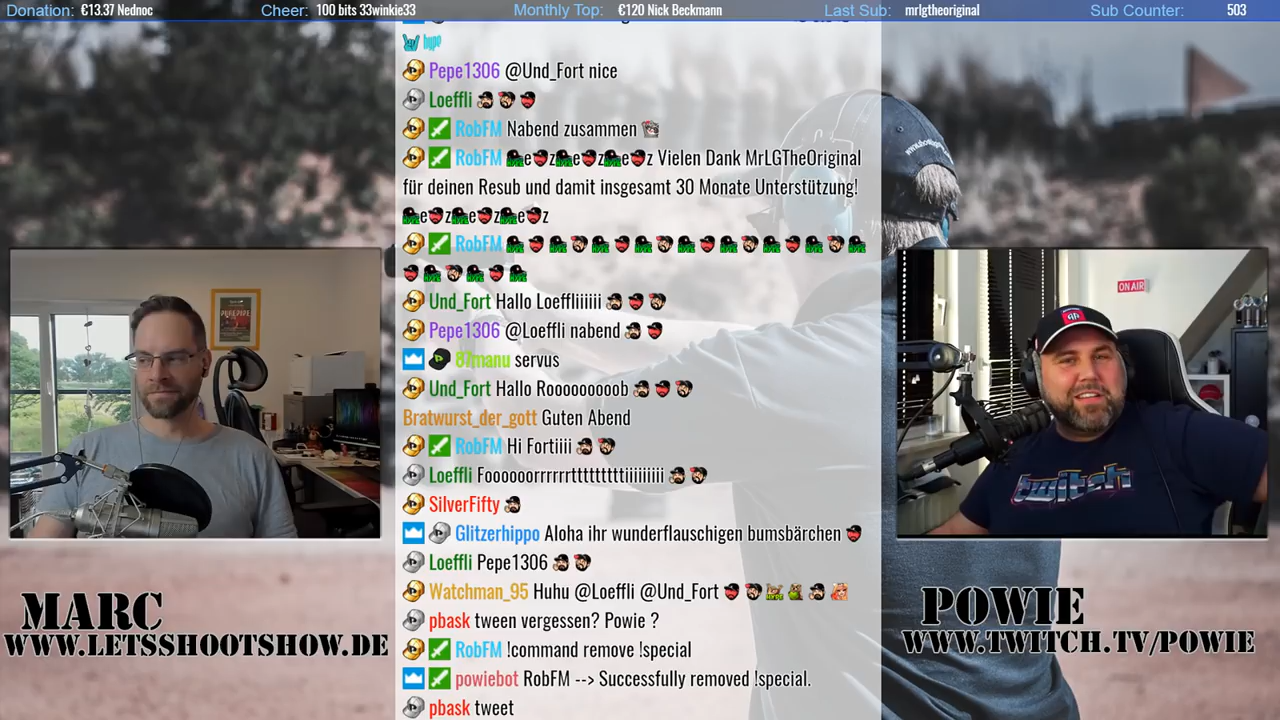 Donation: €13.37 Nednoc Cheer: 100 bits 33winkie33 Monthly Top: €120 Nick Beckmann Last Sub: mrlgtheoriginal Sub Counter: 503
hype
Pepe1306 @Und_Fort nice
Loeffli
RobFM Nabend zusammen
RobFM e z e z e z Vielen Dank MrLGTheOriginal
für deinen Resub und damit insgesamt 30 Monate Unterstützung!
e z e z e z
RobFM
Und_Fort Hallo Loeffliiiiii
Pepe1306 @Loeffli nabend
87manu servus
Und_Fort Hallo Rooooooooob
Bratwurst_der_gott Guten Abend
RobFM Hi Fortiiii
Loeffli
SilverFifty
Glitzerhippo Aloha ihr wunderflauschigen bumsbärchen
Loeffli Pepe1306
Watchman_95 Huhu @Loeffli @Und_Fort
pbask tween vergessen? Powie ?
RobFM !command remove !special
powiebot RobFM --> Successfully removed !special.
pbask tweet
ON AIR
twitch
MARC
WWW.LETSSHOOTSHOW.DE
POWIE
WWW.TWITCH.TV/POWIE